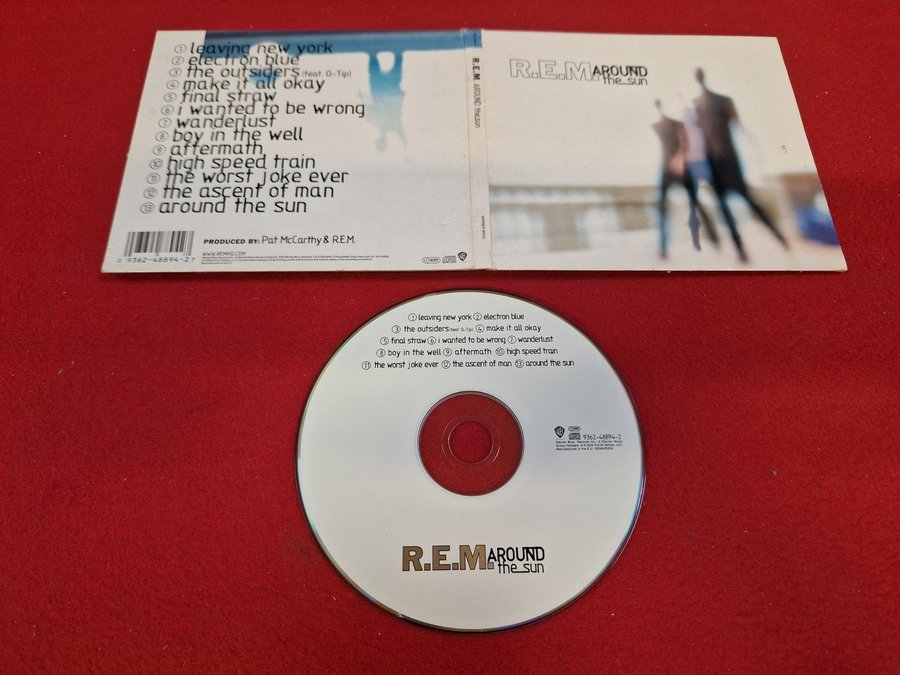 ① leaving new york
② electron blue
③ the outsiders (feat. Q-Tip)
④ make it all okay
⑤ final straw
⑥ i wanted to be wrong
⑦ wanderlust
⑧ boy in the well
⑨ aftermath
⑩ high speed train
⑪ the worst joke ever
⑫ the ascent of man
⑬ around the sun
0 9362-48894-2 7
PRODUCED BY: Pat McCarthy & R.E.M.
WWW.REMHQ.COM
R.E.M. AROUND the sun
R.E.M. AROUND
the sun
① leaving new york ② electron blue
③ the outsiders (feat. Q-Tip) ④ make it all okay
⑤ final straw ⑥ i wanted to be wrong ⑦ wanderlust
⑧ boy in the well ⑨ aftermath ⑩ high speed train
⑪ the worst joke ever ⑫ the ascent of man ⑬ around the sun
9362-48894-2
R.E.M. AROUND
the sun